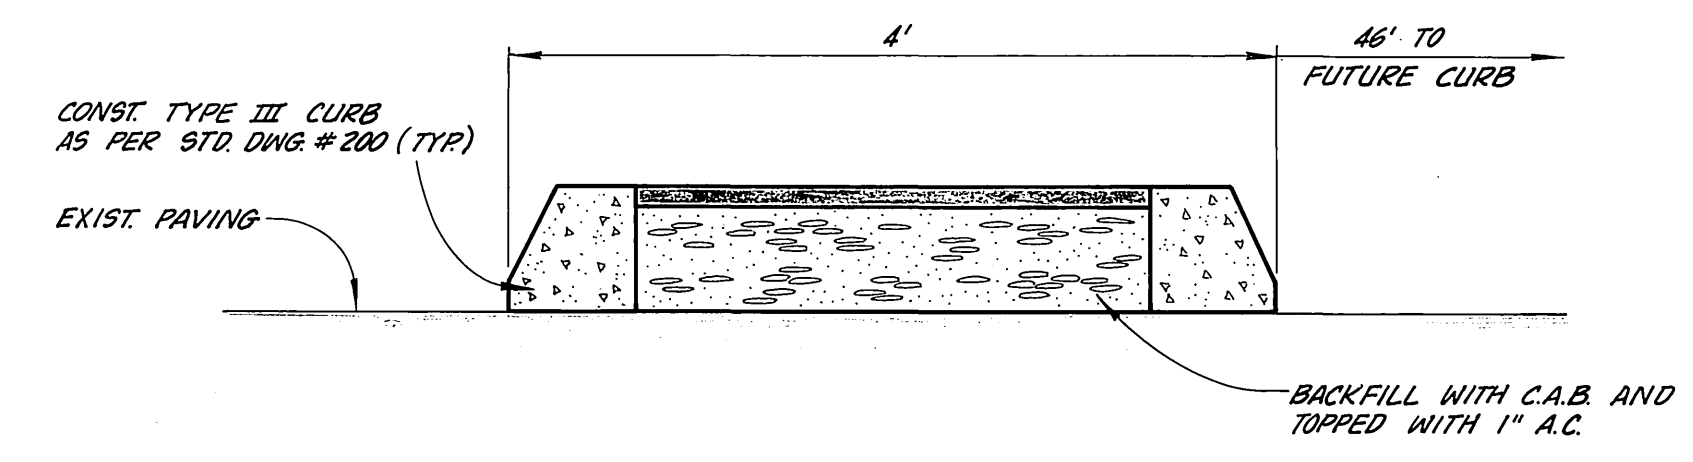 4'
46' TO
FUTURE CURB
CONST. TYPE III CURB
AS PER STD. DWG. #200 (TYP.)
EXIST. PAVING
BACKFILL WITH C.A.B. AND
TOPPED WITH 1" A.C.